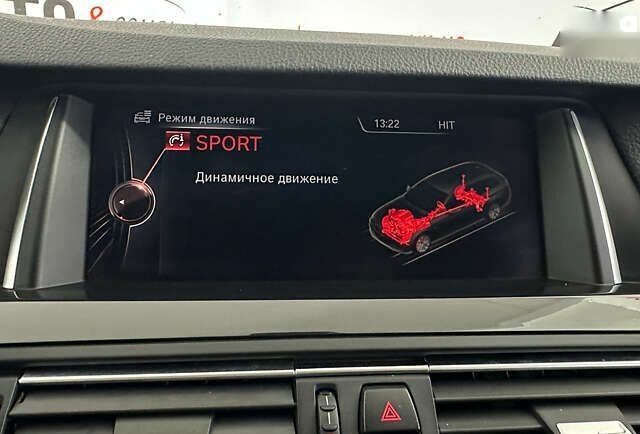 Режим движения
13:22 HIT
SPORT
Динамичное движение